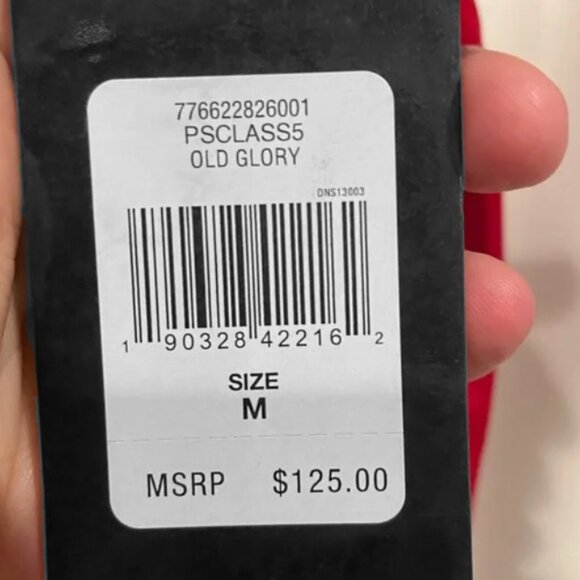 776622826001
PSCLASS5
OLD GLORY
DNS13003
1 90328 42216 2
SIZE
M
MSRP $125.00